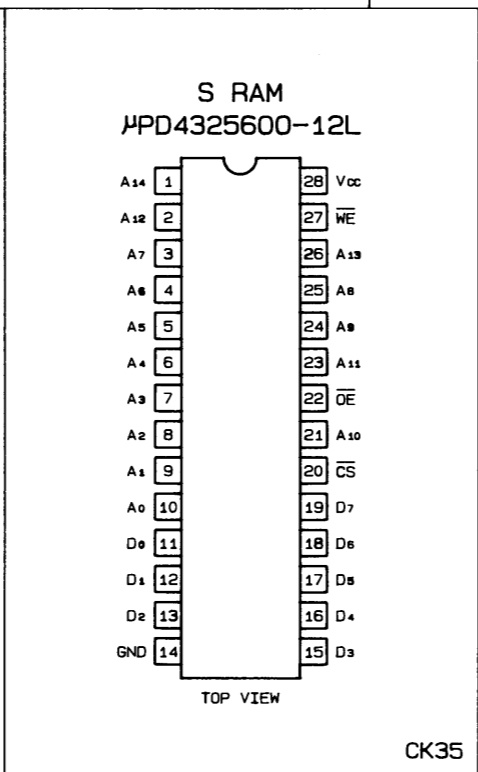 S RAM
μPD4325600-12L
A14 1 28 Vcc
A12 2 27 W̅E̅
A7 3 26 A13
A6 4 25 A8
A5 5 24 A9
A4 6 23 A11
A3 7 22 O̅E̅
A2 8 21 A10
A1 9 20 C̅S̅
A0 10 19 D7
D0 11 18 D6
D1 12 17 D5
D2 13 16 D4
GND 14 15 D3
TOP VIEW
CK35